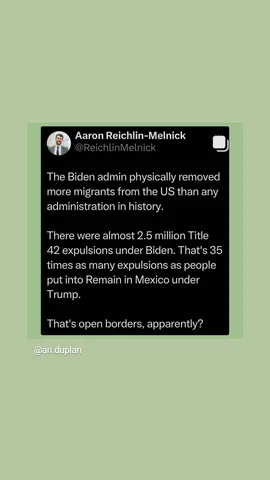 Aaron Reichlin-Melnick
@ReichlinMelnick
The Biden admin physically removed
more migrants from the US than any
administration in history.
There were almost 2.5 million Title
42 expulsions under Biden. That's 35
times as many expulsions as people
put into Remain in Mexico under
Trump.
That's open borders, apparently?
@an.duplan